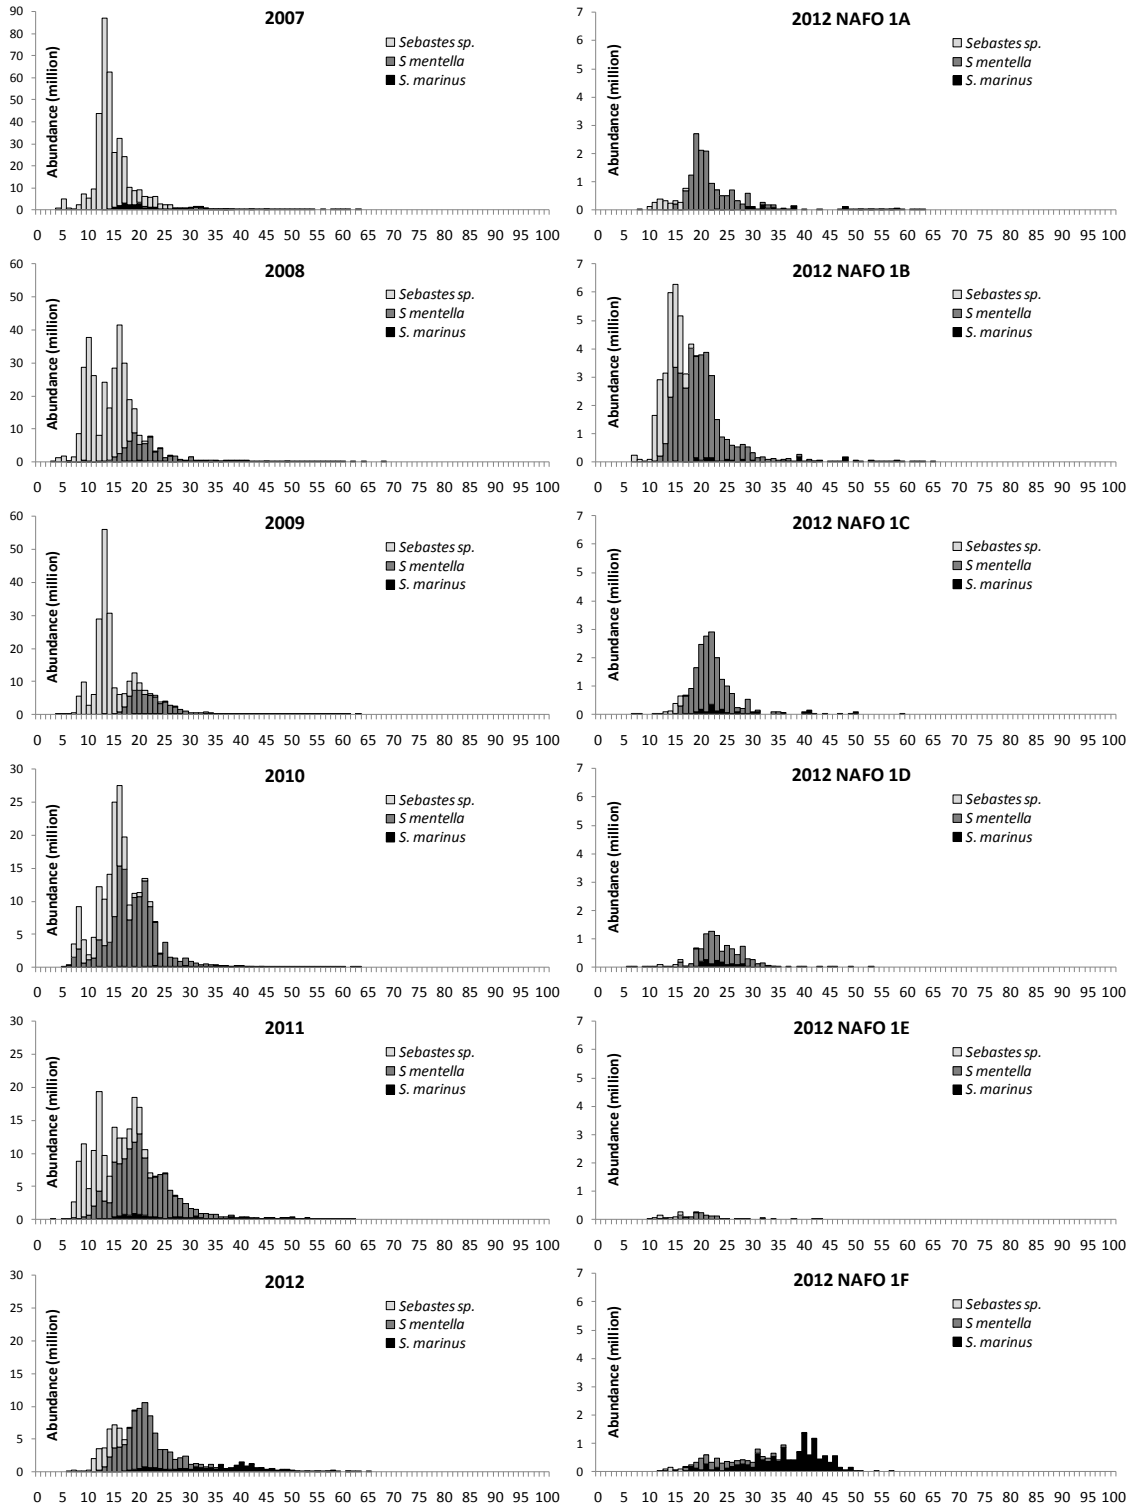 2007
Abundance (million)
90
80
70
60
50
40
30
20
10
0
Sebastes sp.
S mentella
S. marinus
0 5 10 15 20 25 30 35 40 45 50 55 60 65 70 75 80 85 90 95 100
2012 NAFO 1A
Abundance (million)
7
6
5
4
3
2
1
0
Sebastes sp.
S mentella
S. marinus
0 5 10 15 20 25 30 35 40 45 50 55 60 65 70 75 80 85 90 95 100
2008
Abundance (million)
60
50
40
30
20
10
0
Sebastes sp.
S mentella
S. marinus
0 5 10 15 20 25 30 35 40 45 50 55 60 65 70 75 80 85 90 95 100
2012 NAFO 1B
Abundance (million)
7
6
5
4
3
2
1
0
Sebastes sp.
S mentella
S. marinus
0 5 10 15 20 25 30 35 40 45 50 55 60 65 70 75 80 85 90 95 100
2009
Abundance (million)
60
50
40
30
20
10
0
Sebastes sp.
S mentella
S. marinus
0 5 10 15 20 25 30 35 40 45 50 55 60 65 70 75 80 85 90 95 100
2012 NAFO 1C
Abundance (million)
7
6
5
4
3
2
1
0
Sebastes sp.
S mentella
S. marinus
0 5 10 15 20 25 30 35 40 45 50 55 60 65 70 75 80 85 90 95 100
2010
Abundance (million)
30
25
20
15
10
5
0
Sebastes sp.
S mentella
S. marinus
0 5 10 15 20 25 30 35 40 45 50 55 60 65 70 75 80 85 90 95 100
2012 NAFO 1D
Abundance (million)
7
6
5
4
3
2
1
0
Sebastes sp.
S mentella
S. marinus
0 5 10 15 20 25 30 35 40 45 50 55 60 65 70 75 80 85 90 95 100
2011
Abundance (million)
30
25
20
15
10
5
0
Sebastes sp.
S mentella
S. marinus
0 5 10 15 20 25 30 35 40 45 50 55 60 65 70 75 80 85 90 95 100
2012 NAFO 1E
Abundance (million)
7
6
5
4
3
2
1
0
Sebastes sp.
S mentella
S. marinus
0 5 10 15 20 25 30 35 40 45 50 55 60 65 70 75 80 85 90 95 100
2012
Abundance (million)
30
25
20
15
10
5
0
Sebastes sp.
S mentella
S. marinus
0 5 10 15 20 25 30 35 40 45 50 55 60 65 70 75 80 85 90 95 100
2012 NAFO 1F
Abundance (million)
7
6
5
4
3
2
1
0
Sebastes sp.
S mentella
S. marinus
0 5 10 15 20 25 30 35 40 45 50 55 60 65 70 75 80 85 90 95 100